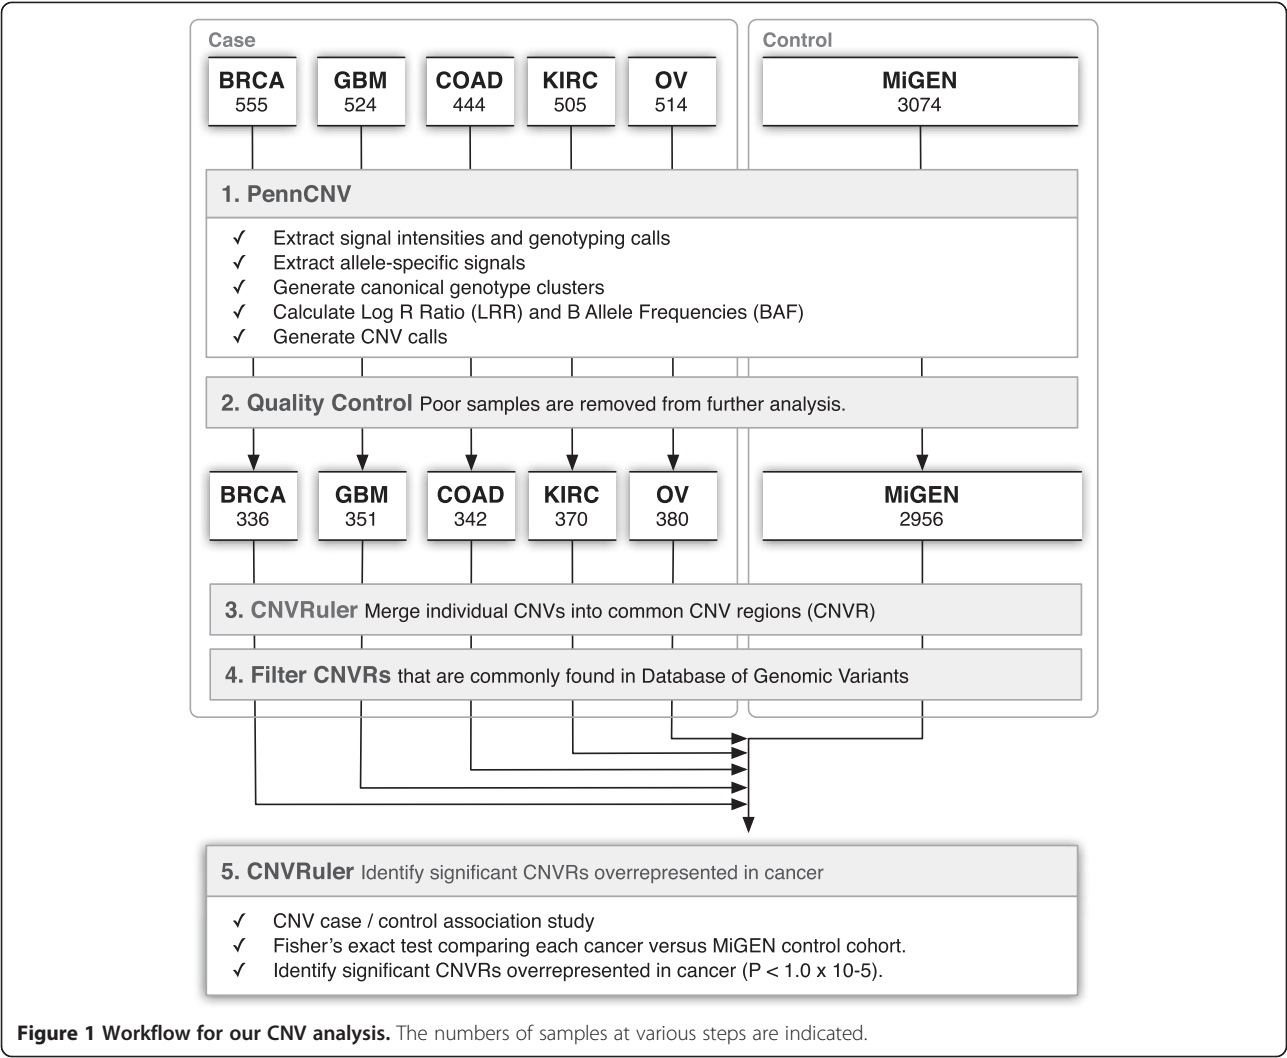 Case
Control
BRCA
555
GBM
524
COAD
444
KIRC
505
OV
514
MiGEN
3074
1. PennCNV
✓ Extract signal intensities and genotyping calls
✓ Extract allele-specific signals
✓ Generate canonical genotype clusters
✓ Calculate Log R Ratio (LRR) and B Allele Frequencies (BAF)
✓ Generate CNV calls
2. Quality Control Poor samples are removed from further analysis.
BRCA
336
GBM
351
COAD
342
KIRC
370
OV
380
MiGEN
2956
3. CNVRuler Merge individual CNVs into common CNV regions (CNVR)
4. Filter CNVRs that are commonly found in Database of Genomic Variants
5. CNVRuler Identify significant CNVRs overrepresented in cancer
✓ CNV case / control association study
✓ Fisher's exact test comparing each cancer versus MiGEN control cohort.
✓ Identify significant CNVRs overrepresented in cancer (P < 1.0 x 10-5).
Figure 1 Workflow for our CNV analysis. The numbers of samples at various steps are indicated.